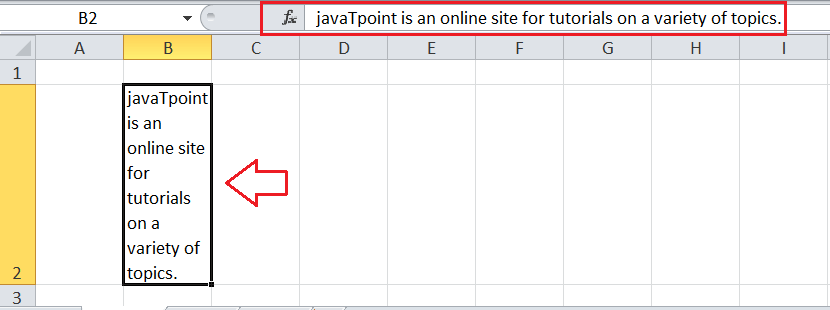 B2 fx javaTpoint is an online site for tutorials on a variety of topics.
A B C D E F G H I
1
javaTpoint
is an
online site
for
tutorials
on a
variety of
topics.
2
3